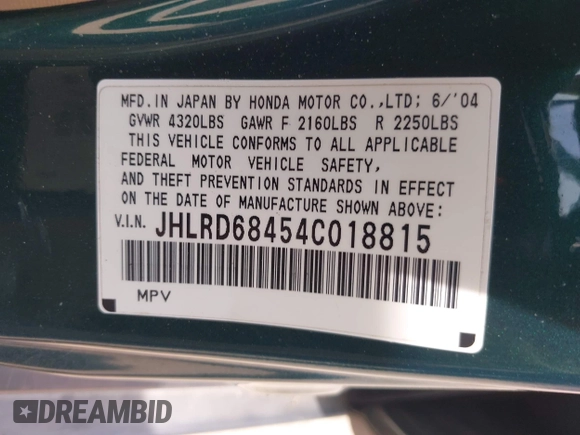 MFD.IN JAPAN BY HONDA MOTOR CO.,LTD; 6/'04
GVWR 4320LBS GAWR F 2160LBS R 2250LBS
THIS VEHICLE CONFORMS TO ALL APPLICABLE
FEDERAL MOTOR VEHICLE SAFETY,
AND THEFT PREVENTION STANDARDS IN EFFECT
ON THE DATE OF MANUFACTURE SHOWN ABOVE:
V.I.N. JHLRD68454C018815
MPV
DREAMBID